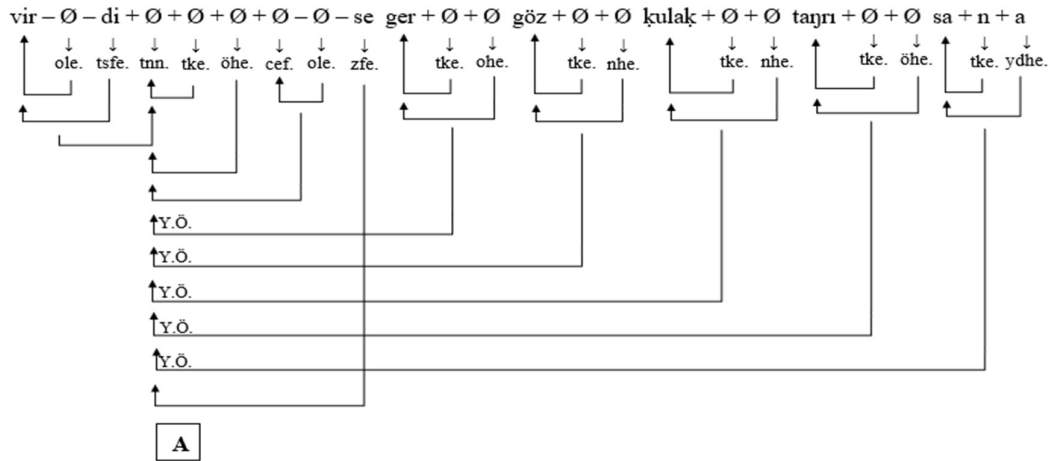 vir – Ø – di + Ø + Ø + Ø + Ø – Ø – se ger + Ø + Ø göz + Ø + Ø ḳulaḳ + Ø + Ø taŋrı + Ø + Ø sa + n + a
ole. tsfe. tnn. tke. öhe. cef. ole. zfe. tke. ohe. tke. nhe. tke. nhe. tke. öhe. tke. ydhe.
Y.Ö.
Y.Ö.
Y.Ö.
Y.Ö.
Y.Ö.
A